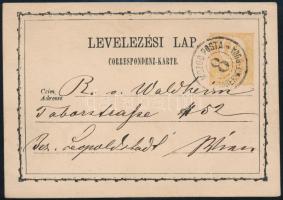 LEVELEZÉSI LAP
CORRESPONDENZ-KARTE.
Czim.
Adresse
R. v. Waldheim
Taborstraße # 52
Bez. Leopoldstadt Wien